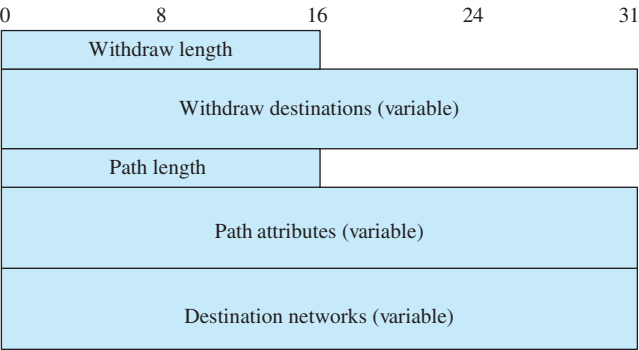 0 8 16 24 31
Withdraw length
Withdraw destinations (variable)
Path length
Path attributes (variable)
Destination networks (variable)